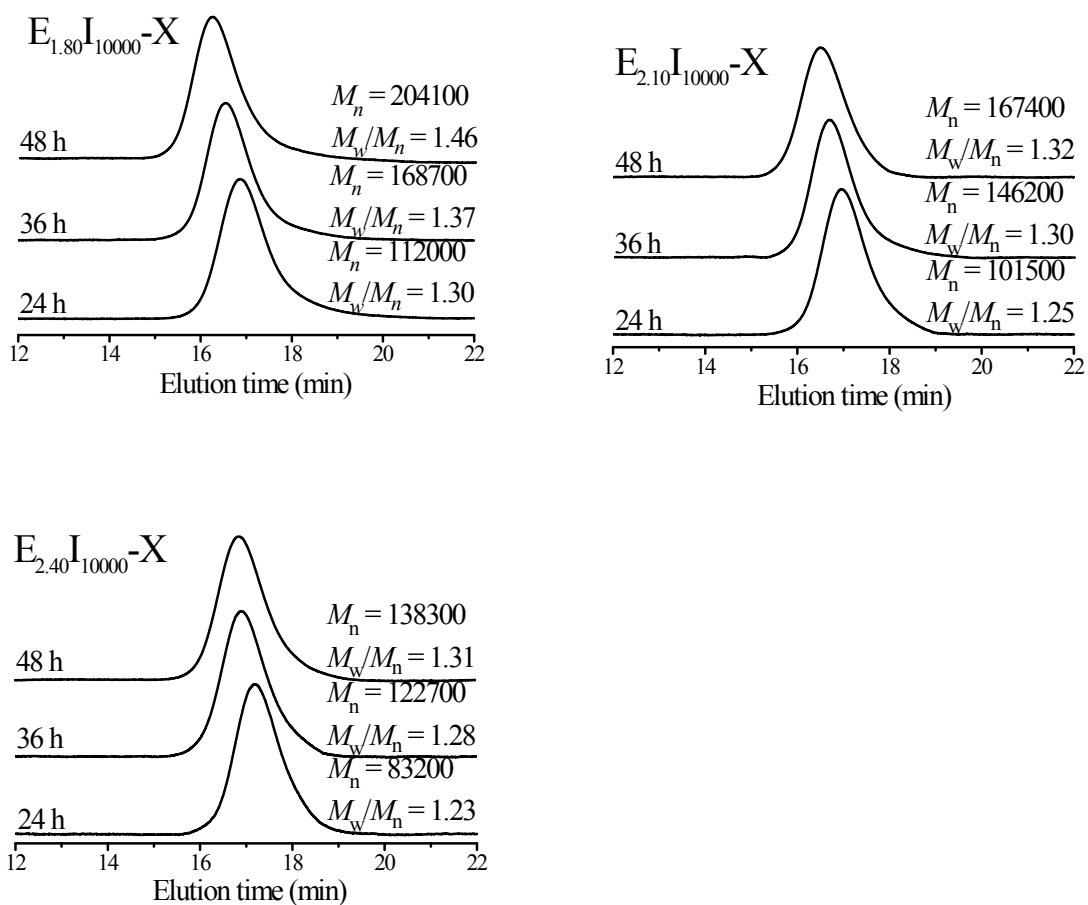 E1.80I10000-X
Mn = 204100
48 h
Mw/Mn = 1.46
Mn = 168700
36 h
Mw/Mn = 1.37
Mn = 112000
24 h
Mw/Mn = 1.30
12 14 16 18 20 22
Elution time (min)
E2.10I10000-X
Mn = 167400
48 h
Mw/Mn = 1.32
Mn = 146200
36 h
Mw/Mn = 1.30
Mn = 101500
24 h
Mw/Mn = 1.25
12 14 16 18 20 22
Elution time (min)
E2.40I10000-X
Mn = 138300
48 h
Mw/Mn = 1.31
Mn = 122700
36 h
Mw/Mn = 1.28
Mn = 83200
24 h
Mw/Mn = 1.23
12 14 16 18 20 22
Elution time (min)